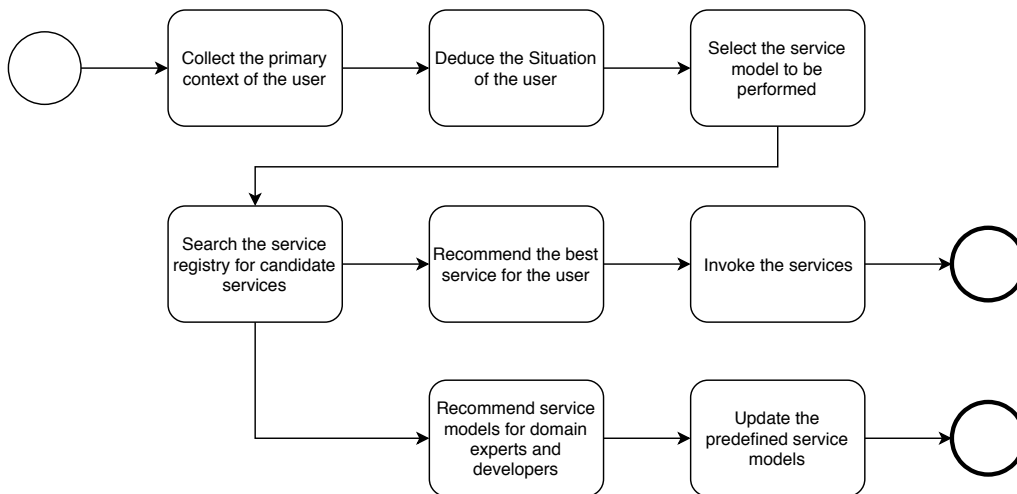 Collect the primary
context of the user
Deduce the Situation
of the user
Select the service
model to be
performed
Search the service
registry for candidate
services
Recommend the best
service for the user
Invoke the services
Recommend service
models for domain
experts and
developers
Update the
predefined service
models